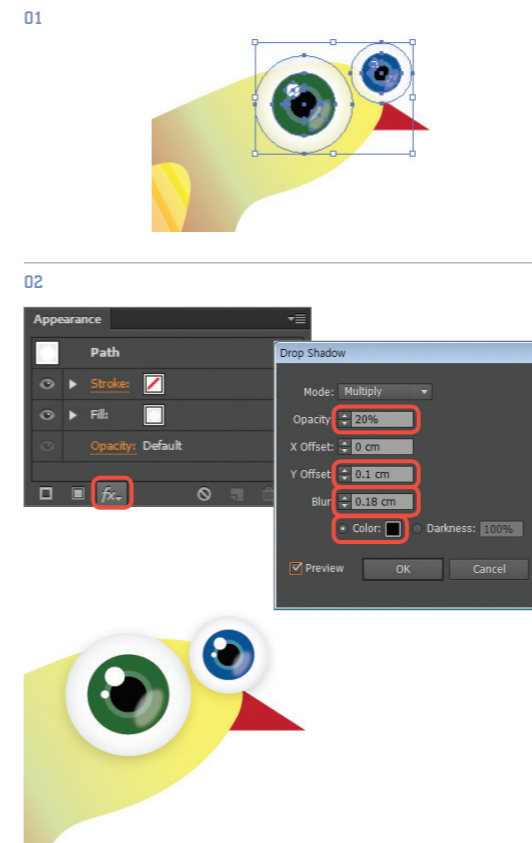 01
02
Appearance
Path
Stroke:
Fill:
Opacity: Default
fx
Drop Shadow
Mode: Multiply
Opacity: 20%
X Offset: 0 cm
Y Offset: 0.1 cm
Blur: 0.18 cm
Color: Darkness: 100%
Preview OK Cancel